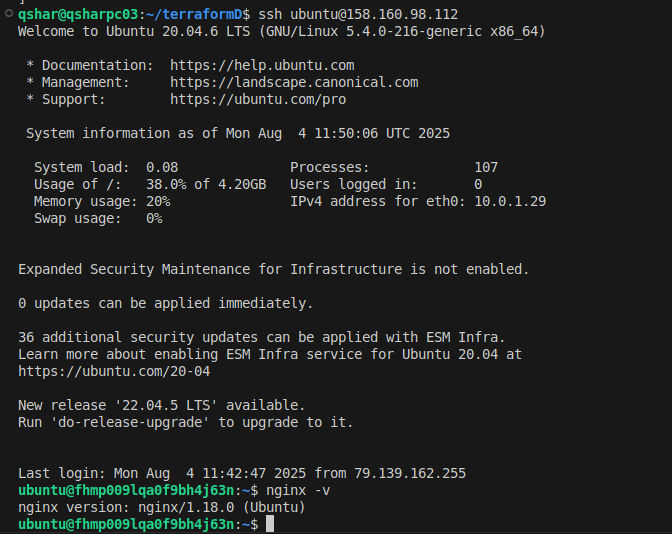 qshar@qsharpc03:~/terraformD$ ssh ubuntu@158.160.98.112
Welcome to Ubuntu 20.04.6 LTS (GNU/Linux 5.4.0-216-generic x86_64)
* Documentation:  https://help.ubuntu.com
* Management:     https://landscape.canonical.com
* Support:        https://ubuntu.com/pro
System information as of Mon Aug  4 11:50:06 UTC 2025
System load:  0.08               Processes:             107
Usage of /:   38.0% of 4.20GB   Users logged in:       0
Memory usage: 20%                IPv4 address for eth0: 10.0.1.29
Swap usage:   0%
Expanded Security Maintenance for Infrastructure is not enabled.
0 updates can be applied immediately.
36 additional security updates can be applied with ESM Infra.
Learn more about enabling ESM Infra service for Ubuntu 20.04 at
https://ubuntu.com/20-04
New release '22.04.5 LTS' available.
Run 'do-release-upgrade' to upgrade to it.
Last login: Mon Aug  4 11:42:47 2025 from 79.139.162.255
ubuntu@fhmp009lqa0f9bh4j63n:~$ nginx -v
nginx version: nginx/1.18.0 (Ubuntu)
ubuntu@fhmp009lqa0f9bh4j63n:~$